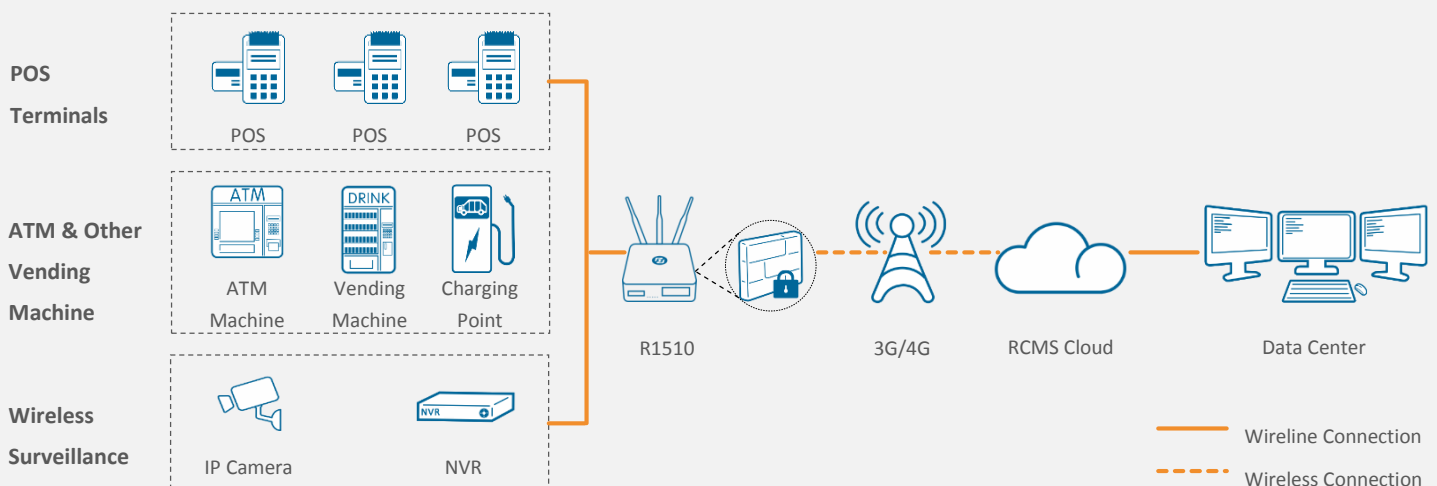 POS
Terminals
POS POS POS
ATM DRINK
ATM & Other
Vending
Machine
ATM
Machine
Vending
Machine
Charging
Point
R1510
3G/4G
RCMS Cloud
Data Center
Wireless
Surveillance
NVR
IP Camera
NVR
Wireline Connection
Wireless Connection